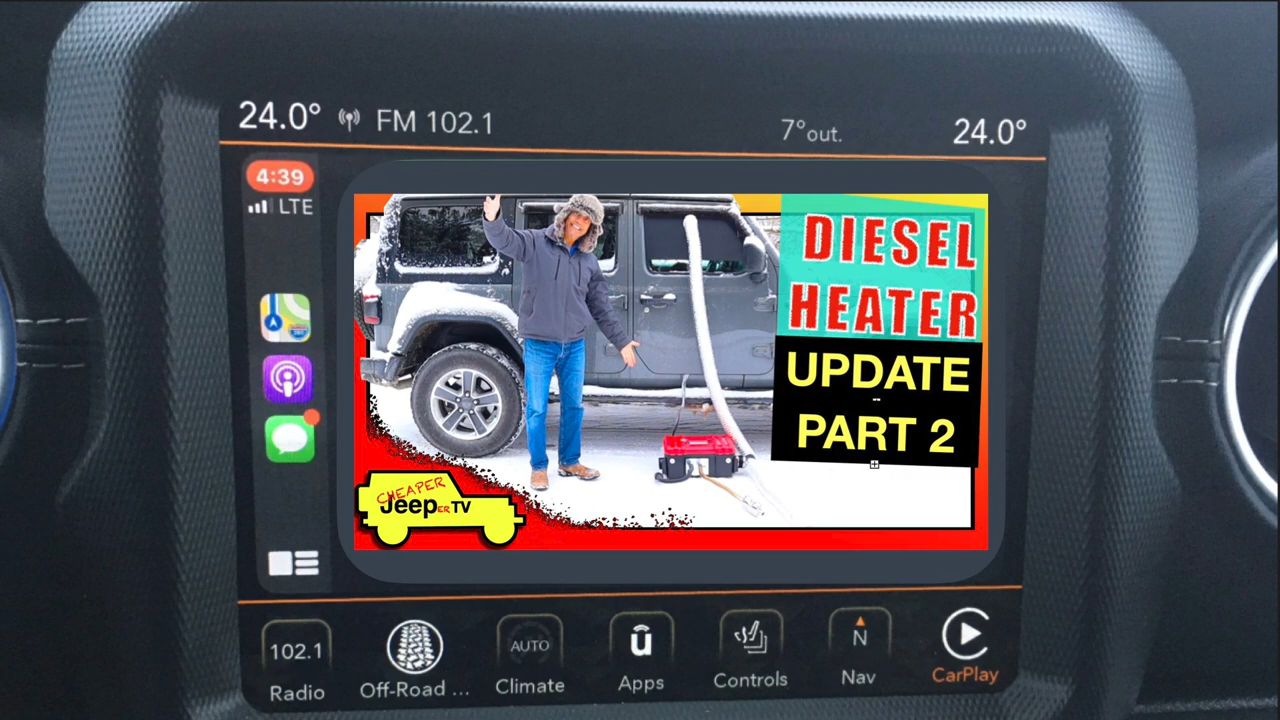 24.0° FM 102.1 7°out. 24.0°
4:39
LTE
DIESEL
HEATER
UPDATE
PART 2
CHEAPER
JeepER TV
102.1
Radio
Off-Road ...
AUTO
Climate
û
Apps
Controls
N
Nav
CarPlay